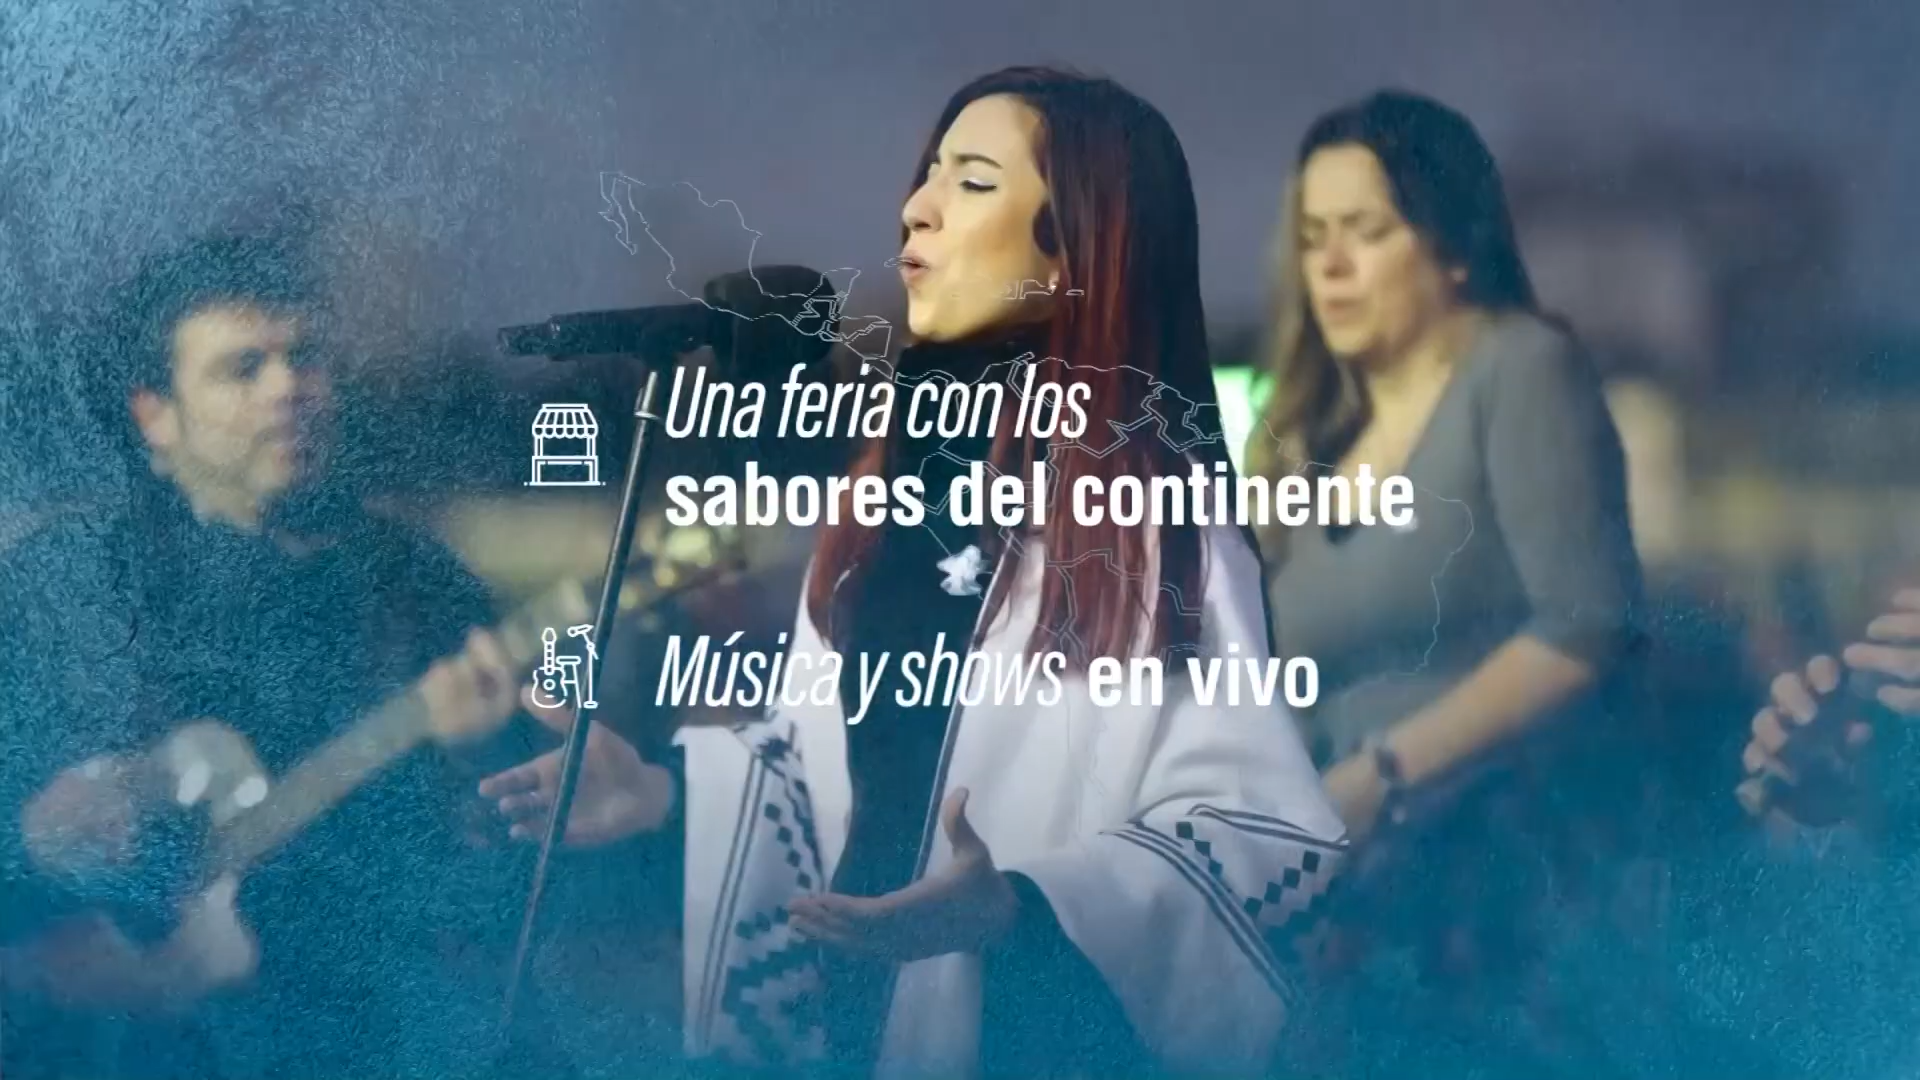 Una feria con los
sabores del continente
Música y shows en vivo